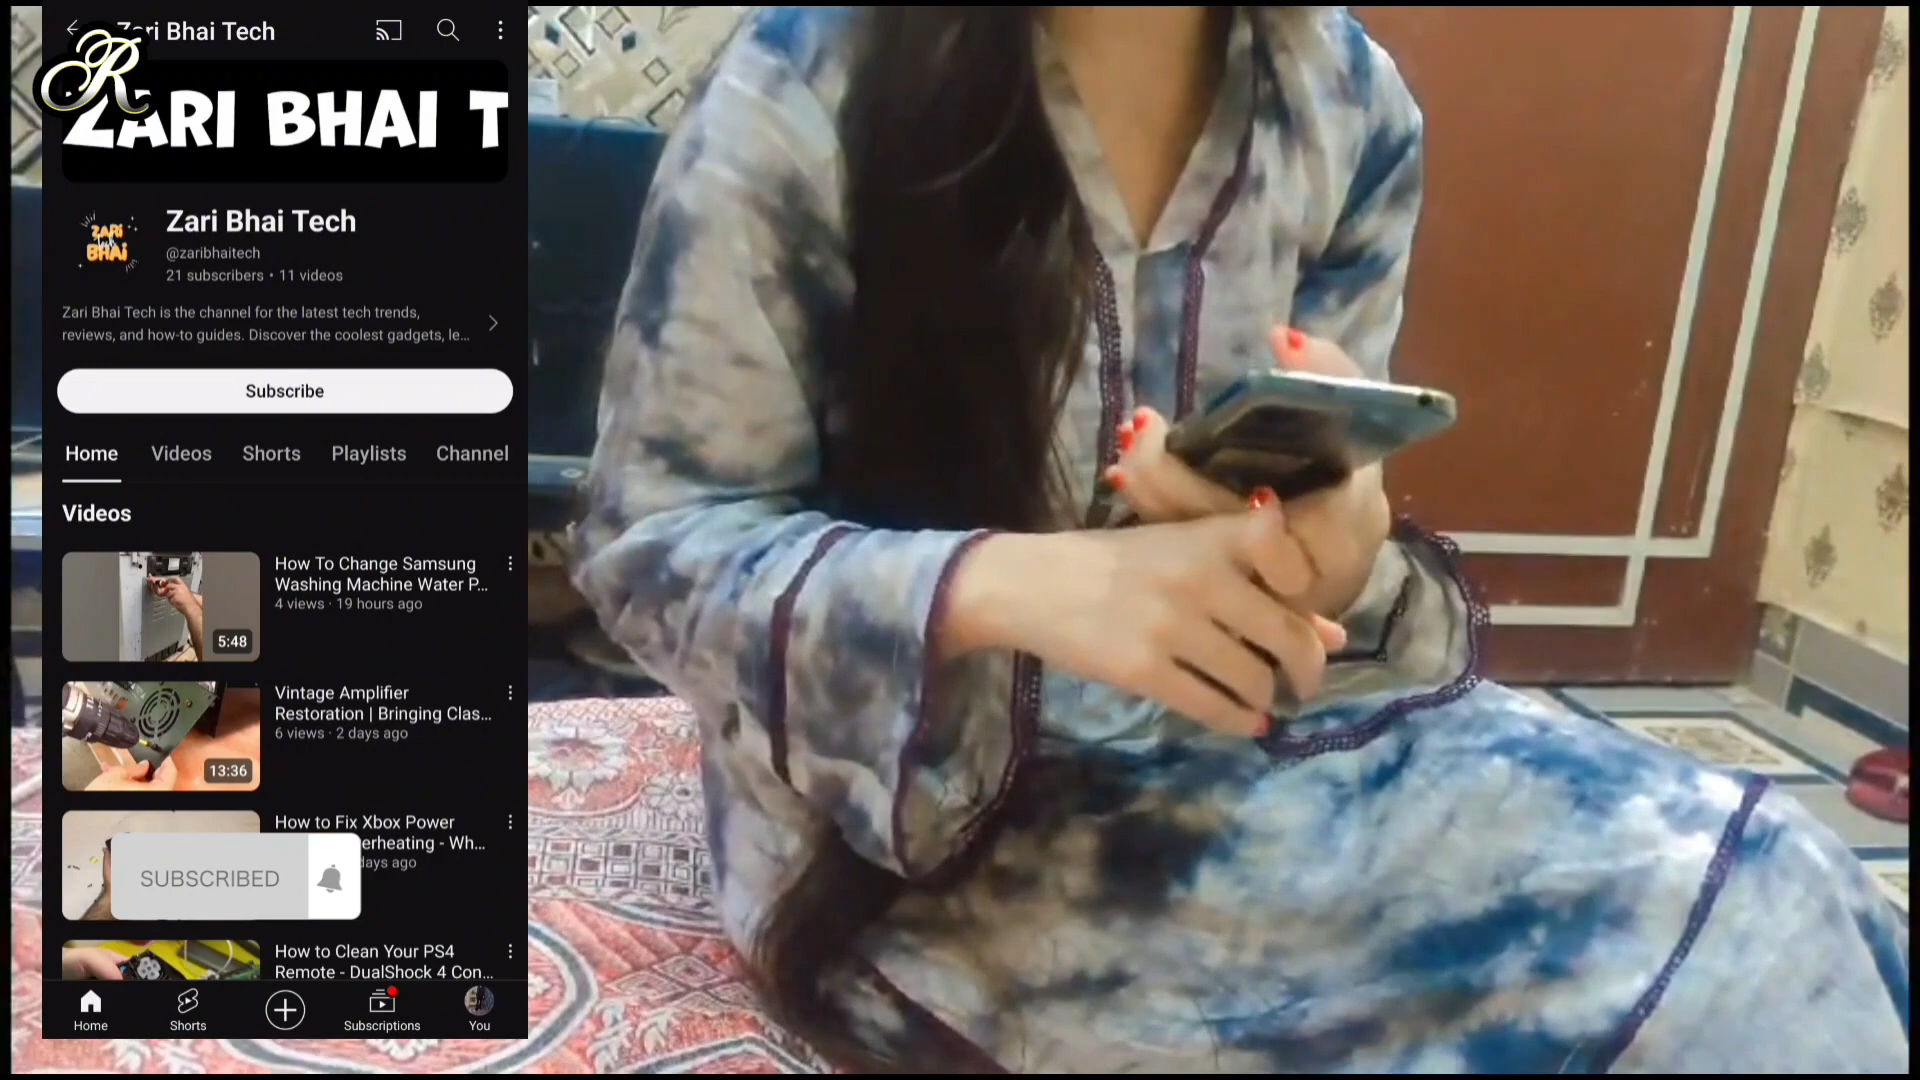 Zari Bhai Tech
R
ZARI BHAI T
ZARi
Tech
BHAi
Zari Bhai Tech
@zaribhaitech
21 subscribers • 11 videos
Zari Bhai Tech is the channel for the latest tech trends,
reviews, and how-to guides. Discover the coolest gadgets, le...
Subscribe
Home Videos Shorts Playlists Channel
Videos
How To Change Samsung
Washing Machine Water P...
4 views · 19 hours ago
5:48
Vintage Amplifier
Restoration | Bringing Clas...
6 views · 2 days ago
13:36
How to Fix Xbox Power
erheating - Wh...
days ago
SUBSCRIBED
How to Clean Your PS4
Remote - DualShock 4 Con...
Home Shorts Subscriptions You